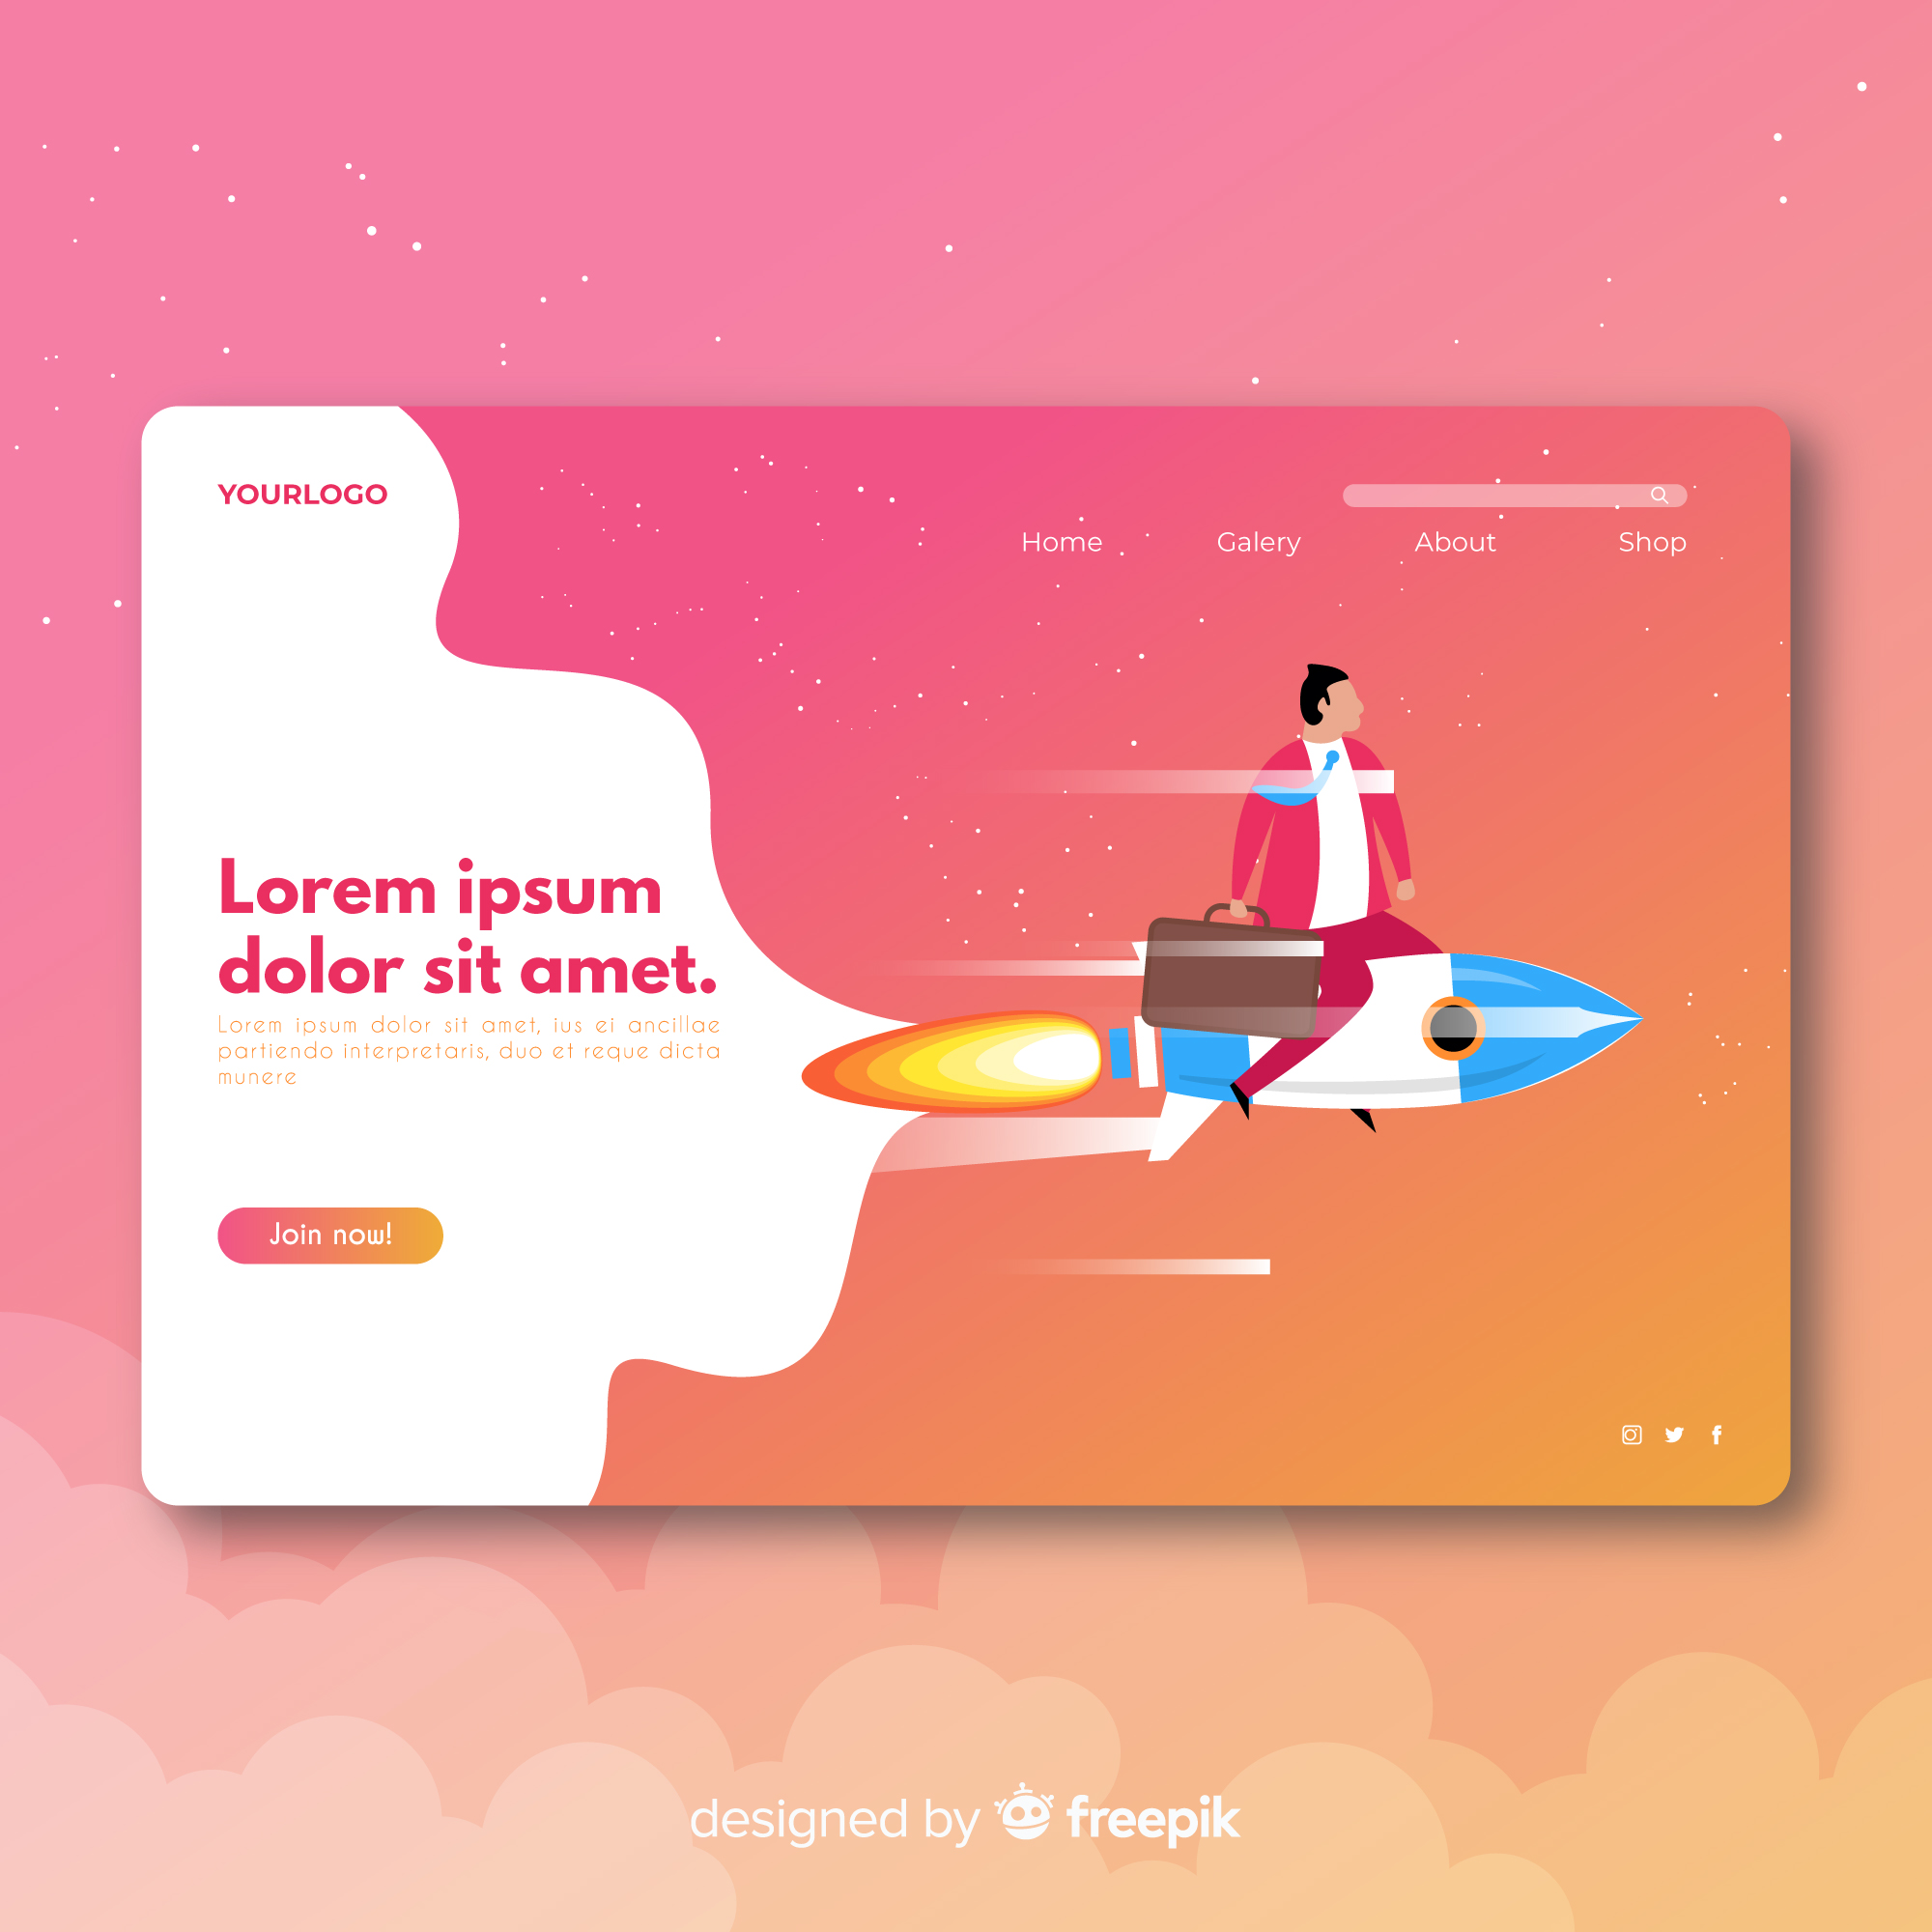 YOURLOGO
Home Galery About Shop
Lorem ipsum
dolor sit amet.
Lorem ipsum dolor sit amet, ius ei ancillae
partiendo interpretaris, duo et reque dicta
munere
Join now!
designed by freepik